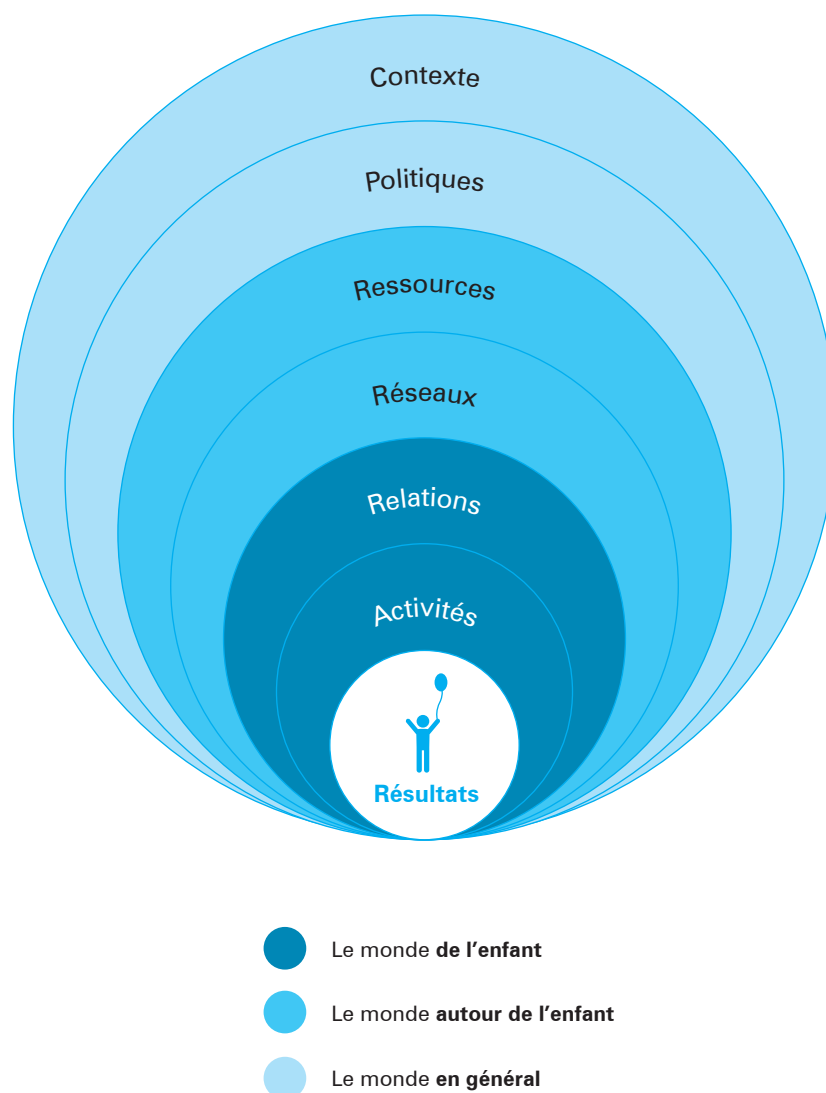 Contexte
Politiques
Ressources
Réseaux
Relations
Activités
Résultats
Le monde de l’enfant
Le monde autour de l’enfant
Le monde en général